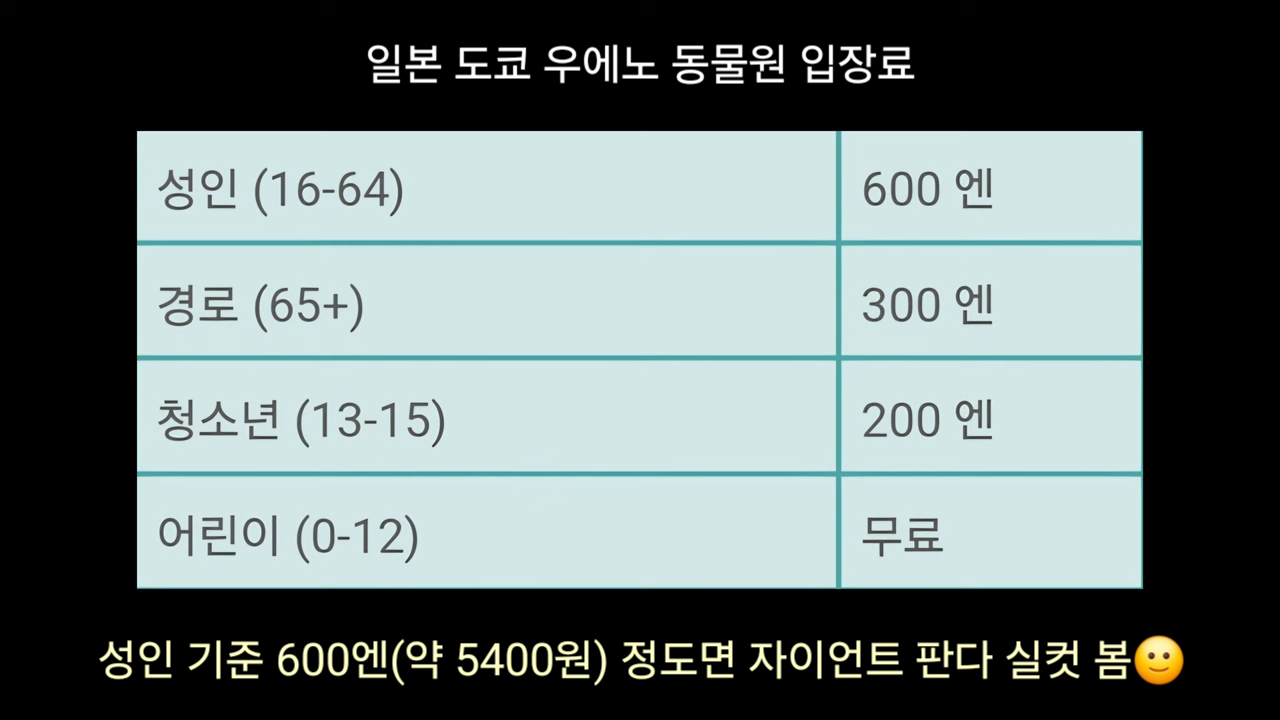 일본 도쿄 우에노 동물원 입장료
성인 (16-64) 600 엔
경로 (65+) 300 엔
청소년 (13-15) 200 엔
어린이 (0-12) 무료
성인 기준 600엔(약 5400원) 정도면 자이언트 판다 실컷 봄🙂